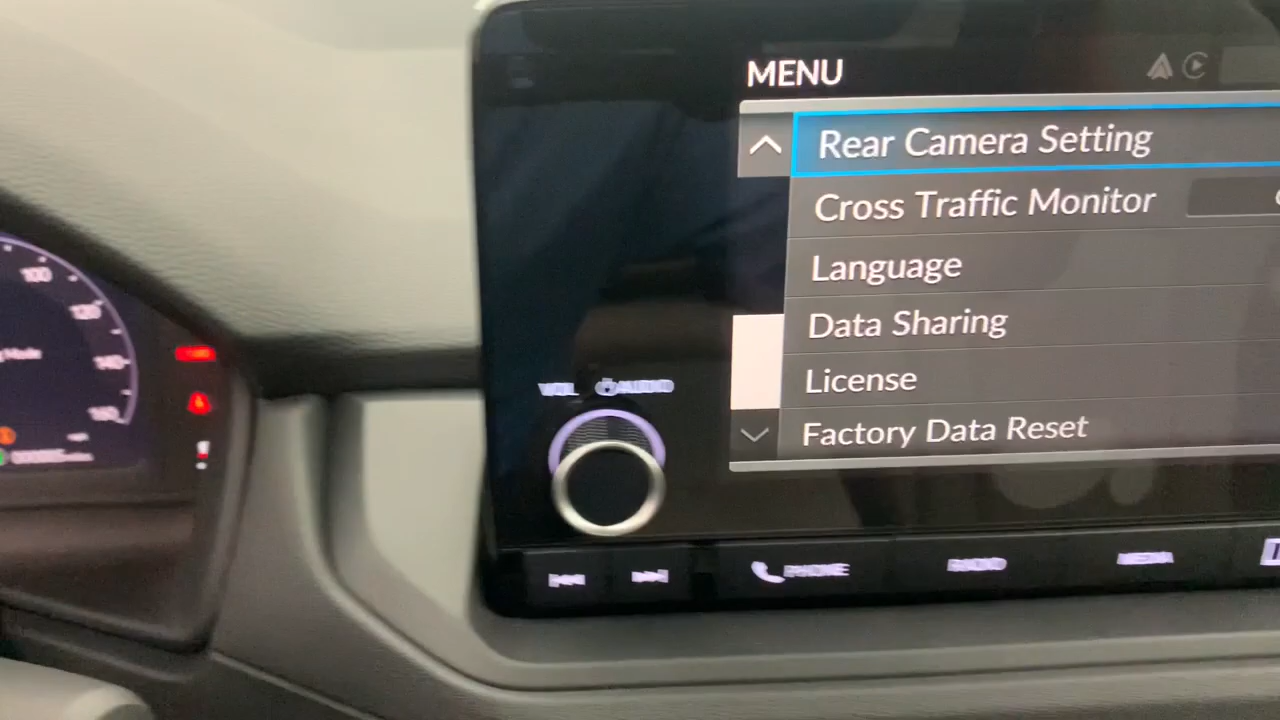 MENU
Rear Camera Setting
Cross Traffic Monitor
Language
Data Sharing
License
Factory Data Reset
VOL AUDIO
PHONE
RADIO
MEDIA
100
120
140
160
Mode